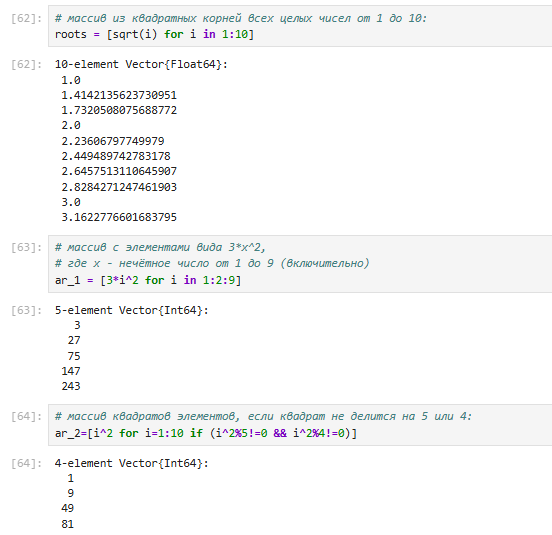 [62]: # массив из квадратных корней всех целых чисел от 1 до 10:
roots = [sqrt(i) for i in 1:10]
[62]: 10-element Vector{Float64}:
1.0
1.4142135623730951
1.7320508075688772
2.0
2.23606797749979
2.449489742783178
2.6457513110645907
2.8284271247461903
3.0
3.1622776601683795
[63]: # массив с элементами вида 3*x^2,
# где x - нечётное число от 1 до 9 (включительно)
ar_1 = [3*i^2 for i in 1:2:9]
[63]: 5-element Vector{Int64}:
3
27
75
147
243
[64]: # массив квадратов элементов, если квадрат не делится на 5 или 4:
ar_2=[i^2 for i=1:10 if (i^2%5!=0 && i^2%4!=0)]
[64]: 4-element Vector{Int64}:
1
9
49
81